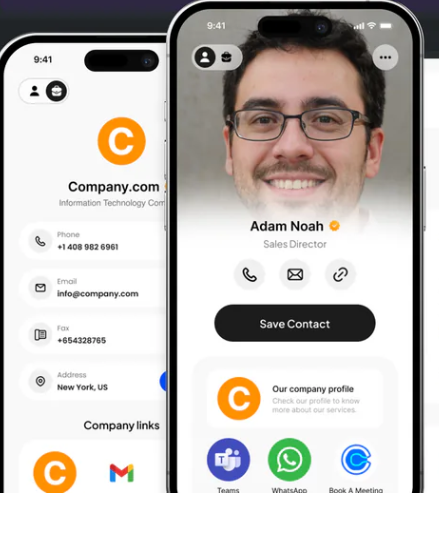 9:41
C
Company.com
Information Technology Com
Phone
+1 408 982 6961
Email
info@company.com
Fax
+654328765
Address
New York, US
Company links
C
9:41
Adam Noah
Sales Director
Save Contact
C
Our company profile
Check our profile to know
more about our services.
Teams
WhatsApp
Book A Meeting